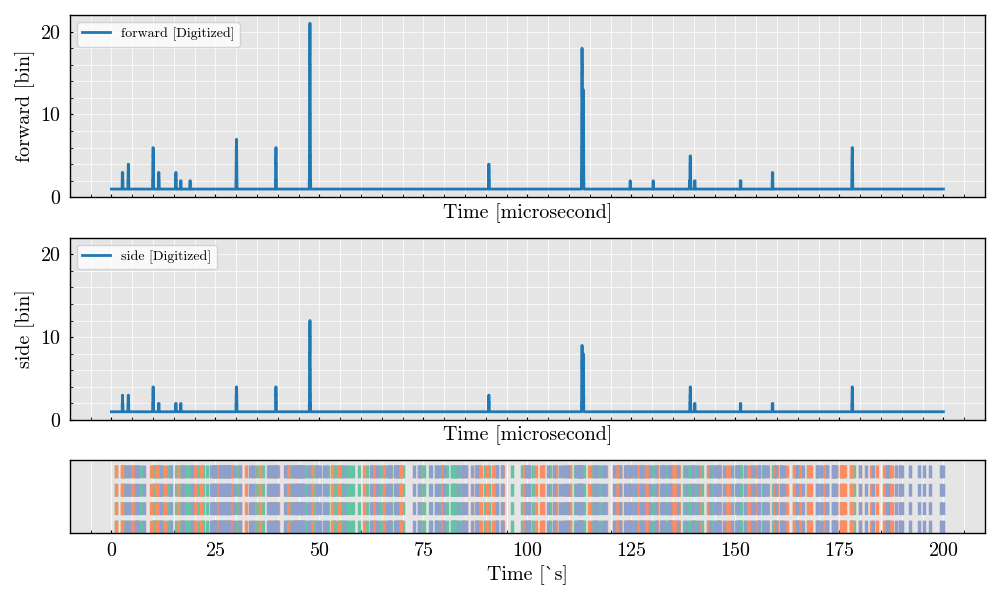 20
10
0
forward [bin]
forward [Digitized]
Time [microsecond]
20
10
0
side [bin]
side [Digitized]
Time [microsecond]
0 25 50 75 100 125 150 175 200
Time [`s]